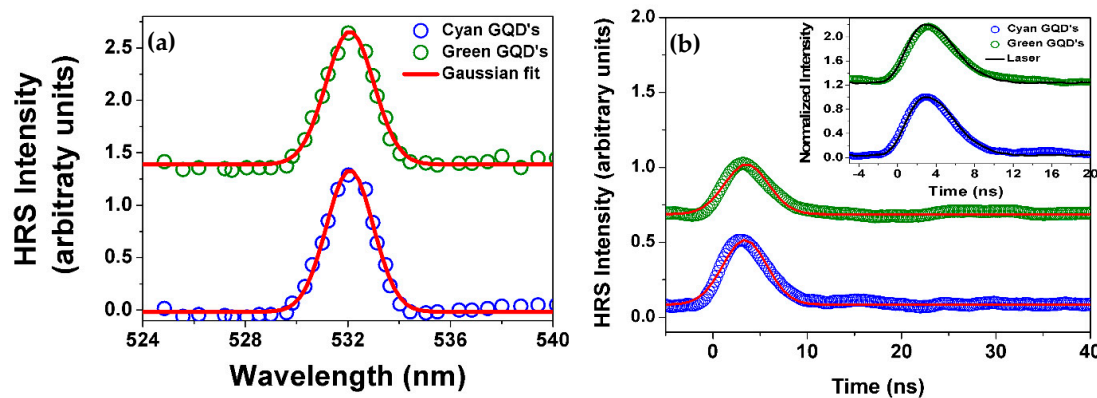 (a)
Cyan GQD's
Green GQD's
Gaussian fit
HRS Intensity
(arbitraty units)
2.5
2.0
1.5
1.0
0.5
0.0
524
528
532
536
540
Wavelength (nm)
(b)
HRS Intensity (arbitrary units)
2.0
1.5
1.0
0.5
0.0
0
10
20
30
40
Time (ns)
Cyan GQD's
Green GQD's
Laser
Normalized Intensity
2.4
1.8
1.2
0.6
0.0
-4
0
4
8
12
16
20
Time (ns)